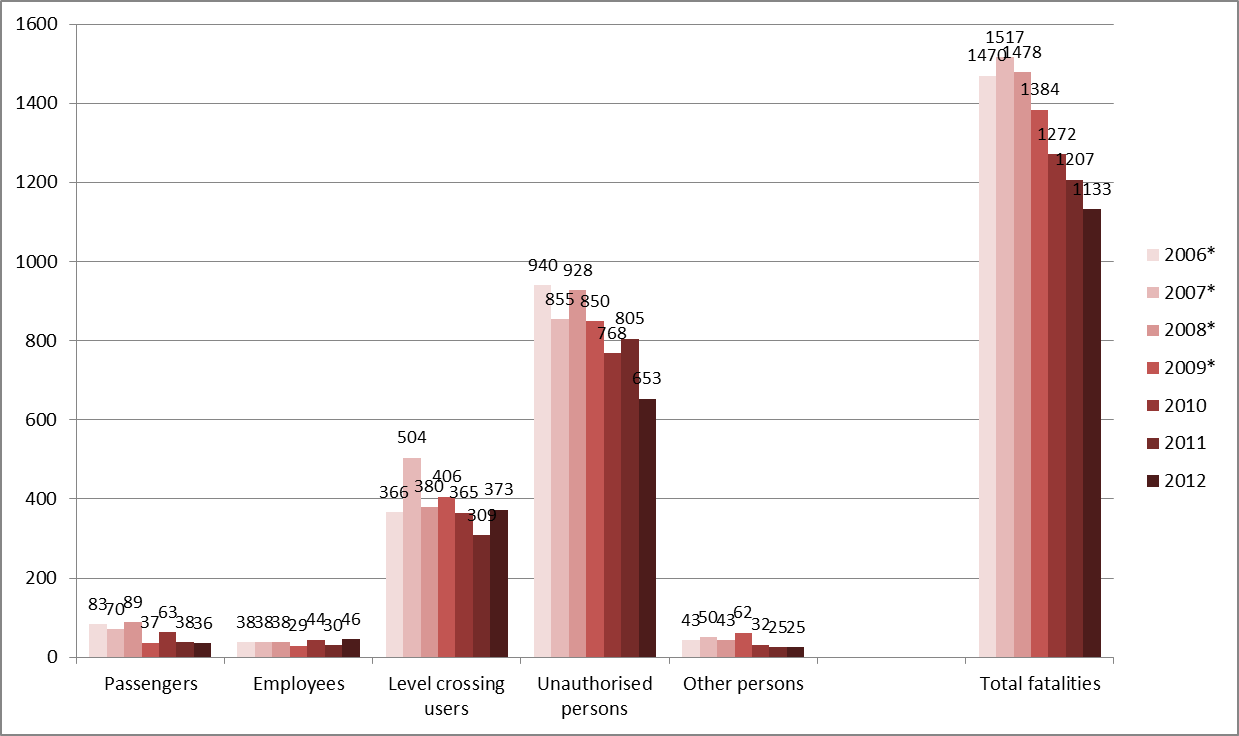 1600
1400
1200
1000
800
600
400
200
0
83 70 89 37 63 38 36
38 38 38 29 44 30 46
366 504 380 406 365 309 373
940 855 928 850 768 805 653
43 50 43 62 32 25 25
1470 1517 1478 1384 1272 1207 1133
Passengers
Employees
Level crossing
users
Unauthorised
persons
Other persons
Total fatalities
2006*
2007*
2008*
2009*
2010
2011
2012